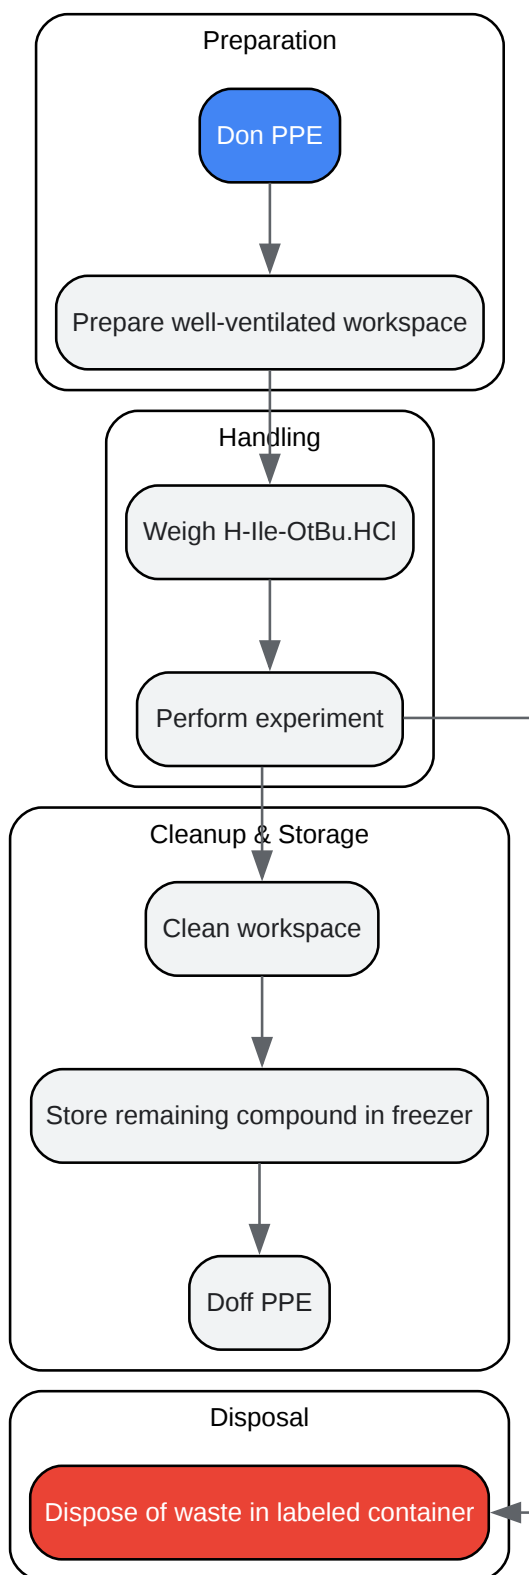 Preparation
Don PPE
Prepare well-ventilated workspace
Handling
Weigh H-Ile-OtBu.HCl
Perform experiment
Cleanup & Storage
Clean workspace
Store remaining compound in freezer
Doff PPE
Disposal
Dispose of waste in labeled container